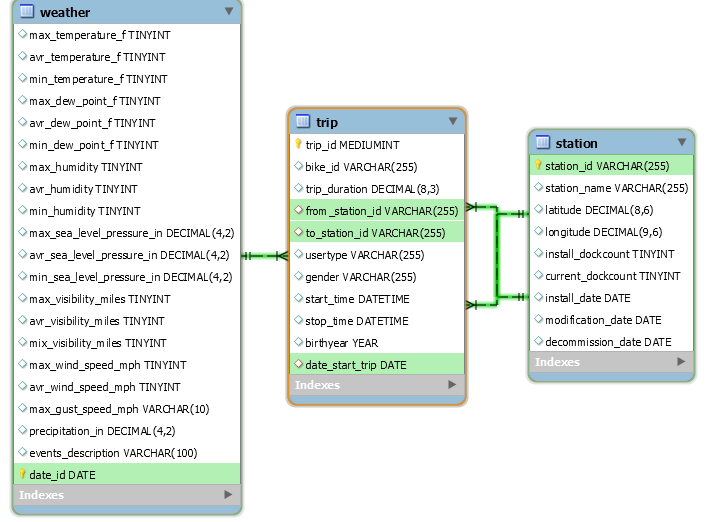 weather
max_temperature_f TINYINT
avr_temperature_f TINYINT
min_temperature_f TINYINT
max_dew_point_f TINYINT
avr_dew_point_f TINYINT
min_dew_point_f TINYINT
max_humidity TINYINT
avr_humidity TINYINT
min_humidity TINYINT
max_sea_level_pressure_in DECIMAL(4,2)
avr_sea_level_pressure_in DECIMAL(4,2)
min_sea_level_pressure_in DECIMAL(4,2)
max_visibility_miles TINYINT
avr_visibility_miles TINYINT
mix_visibility_miles TINYINT
max_wind_speed_mph TINYINT
avr_wind_speed_mph TINYINT
max_gust_speed_mph VARCHAR(10)
precipitation_in DECIMAL(4,2)
events_description VARCHAR(100)
date_id DATE
Indexes
trip
trip_id MEDIUMINT
bike_id VARCHAR(255)
trip_duration DECIMAL(8,3)
from_station_id VARCHAR(255)
to_station_id VARCHAR(255)
usertype VARCHAR(255)
gender VARCHAR(255)
start_time DATETIME
stop_time DATETIME
birthyear YEAR
date_start_trip DATE
Indexes
station
station_id VARCHAR(255)
station_name VARCHAR(255)
latitude DECIMAL(8,6)
longitude DECIMAL(9,6)
install_dockcount TINYINT
current_dockcount TINYINT
install_date DATE
modification_date DATE
decommission_date DATE
Indexes